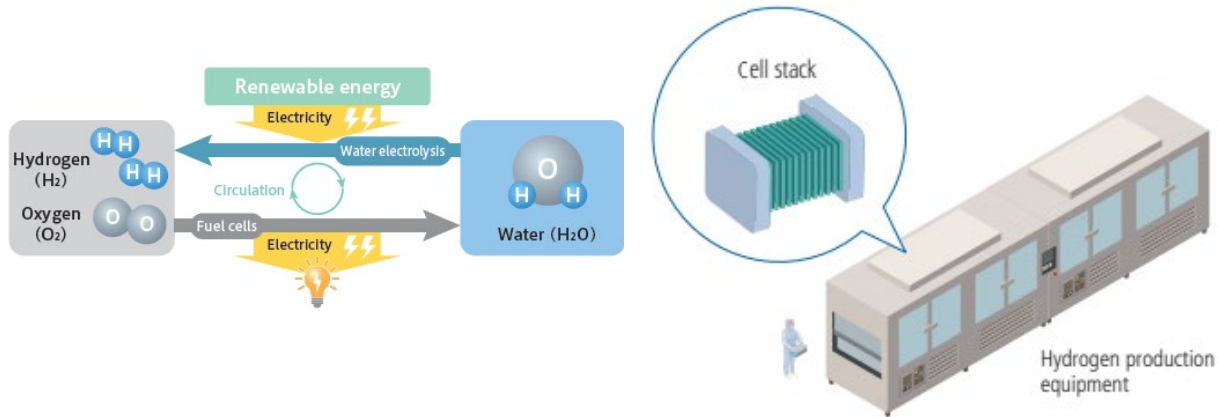 Renewable energy
Electricity
Water electrolysis
Hydrogen
(H₂)
H H
H H
Circulation
Oxygen
(O₂)
O O
Fuel cells
Electricity
O
H H
Water (H₂O)
Cell stack
Hydrogen production
equipment